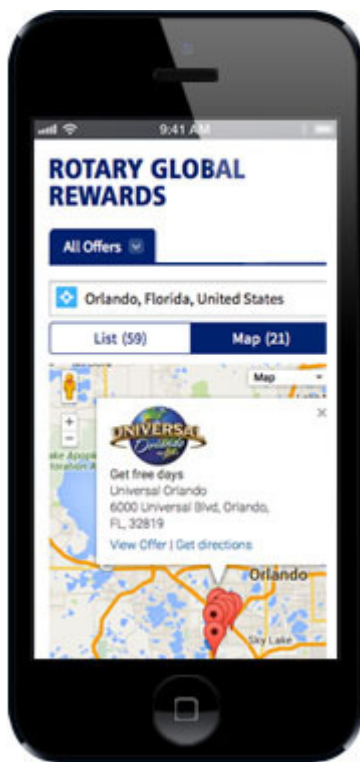 9:41 AM
ROTARY GLOBAL
REWARDS
All Offers
Orlando, Florida, United States
List (59)
Map (21)
Map
+
-
×
UNIVERSAL
Orlando
Get free days
Universal Orlando
6000 Universal Blvd, Orlando,
FL, 32819
View Offer | Get directions
Orlando
Sky Lake